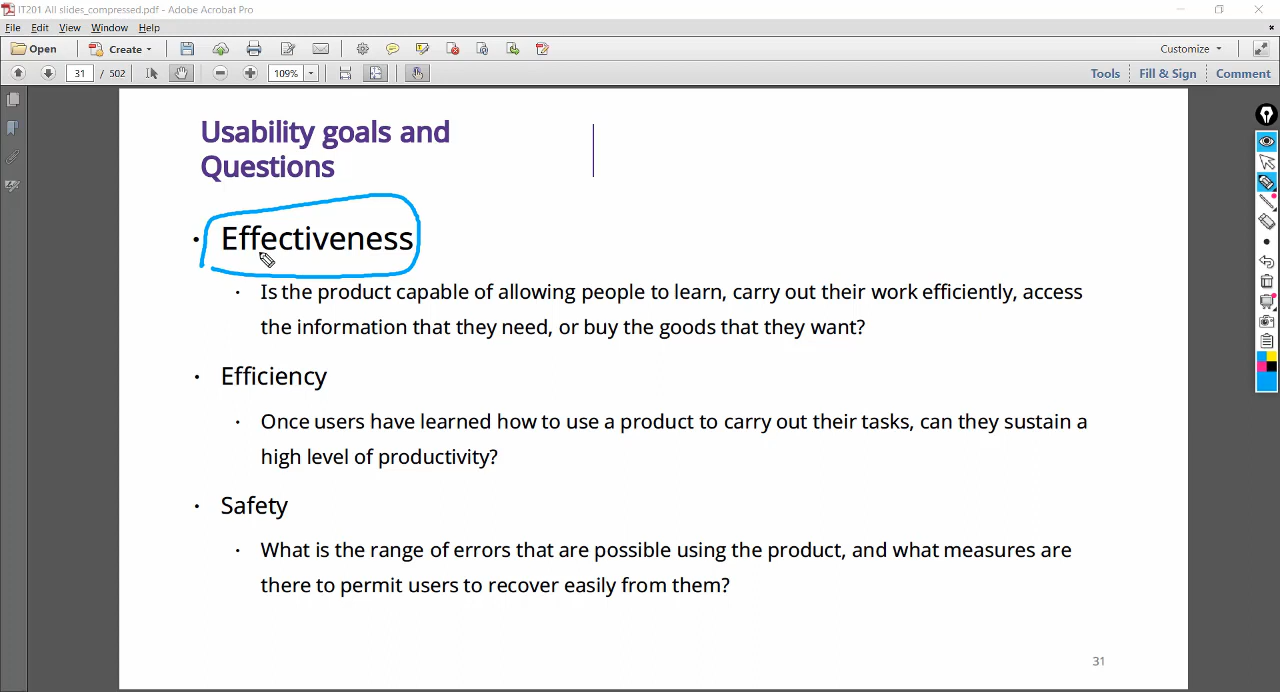 IT201 All slides_compressed.pdf - Adobe Acrobat Pro
File Edit View Window Help
Open Create Customize
31 / 502 109% Tools Fill & Sign Comment
Usability goals and
Questions
· Effectiveness
· Is the product capable of allowing people to learn, carry out their work efficiently, access
the information that they need, or buy the goods that they want?
· Efficiency
· Once users have learned how to use a product to carry out their tasks, can they sustain a
high level of productivity?
· Safety
· What is the range of errors that are possible using the product, and what measures are
there to permit users to recover easily from them?
31